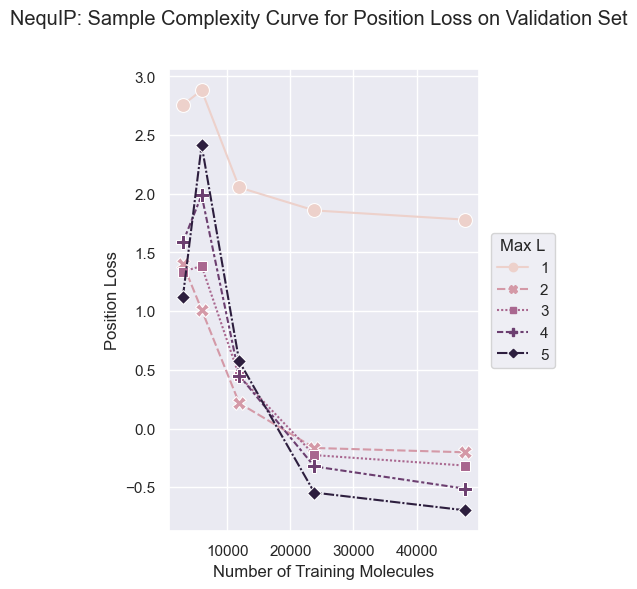 NequIP: Sample Complexity Curve for Position Loss on Validation Set
3.0
2.5
2.0
1.5
1.0
0.5
0.0
−0.5
Position Loss
10000 20000 30000 40000
Number of Training Molecules
Max L
1
2
3
4
5